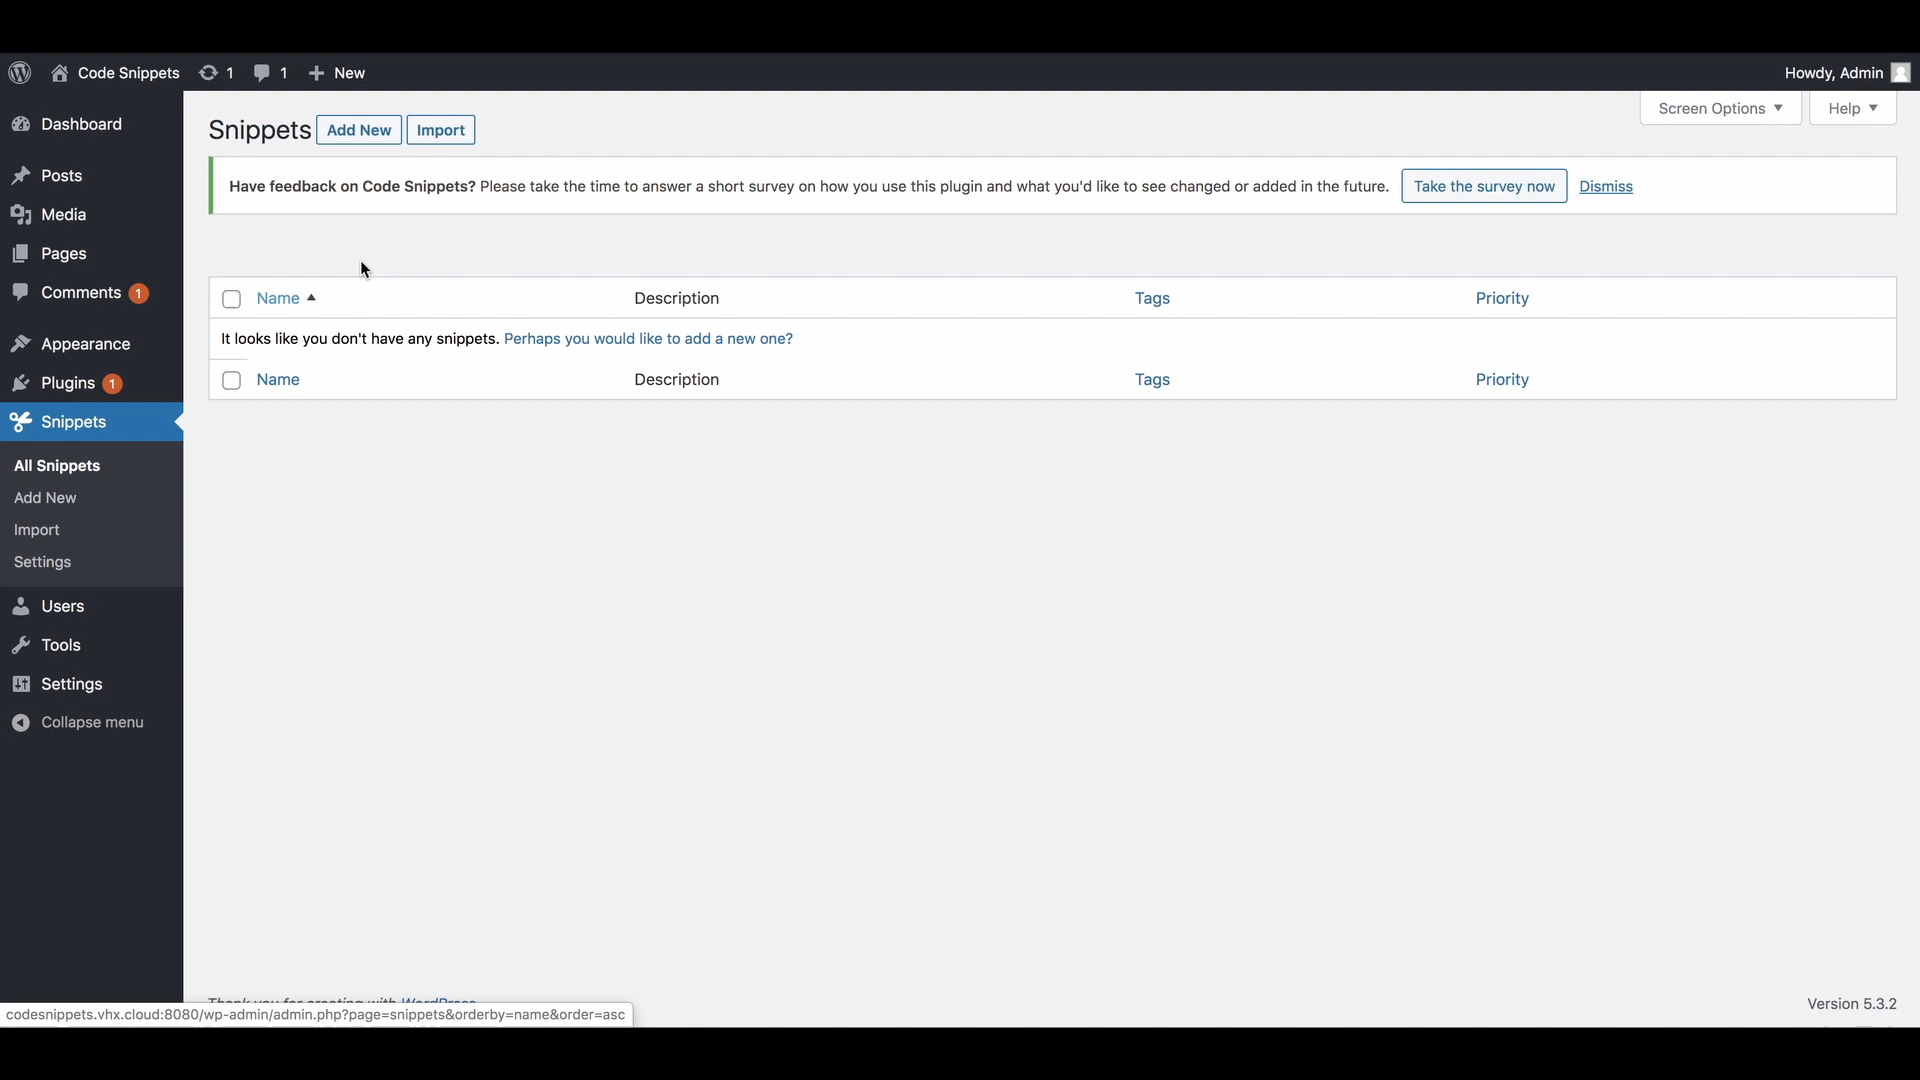 Code Snippets 1 1 New Howdy, Admin
Screen Options Help
Snippets Add New Import
Have feedback on Code Snippets? Please take the time to answer a short survey on how you use this plugin and what you'd like to see changed or added in the future. Take the survey now Dismiss
Dashboard
Posts
Media
Pages
Comments 1
Appearance
Plugins 1
Snippets
All Snippets
Add New
Import
Settings
Users
Tools
Settings
Collapse menu
Name Description Tags Priority
It looks like you don't have any snippets. Perhaps you would like to add a new one?
Name Description Tags Priority
Thank you for creating with WordPress
Version 5.3.2
codesnippets.vhx.cloud:8080/wp-admin/admin.php?page=snippets&orderby=name&order=asc